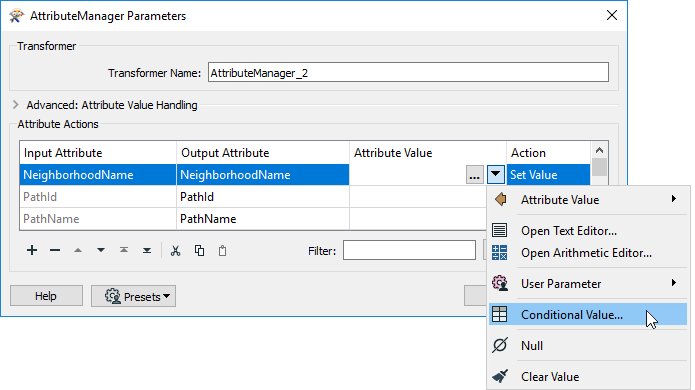 AttributeManager Parameters
Transformer
Transformer Name: AttributeManager_2
Advanced: Attribute Value Handling
Attribute Actions
Input Attribute Output Attribute Attribute Value Action
NeighborhoodName NeighborhoodName ... Set Value
PathId PathId
PathName PathName
Filter:
Help Presets
Attribute Value
Open Text Editor...
Open Arithmetic Editor...
User Parameter
Conditional Value...
Null
Clear Value